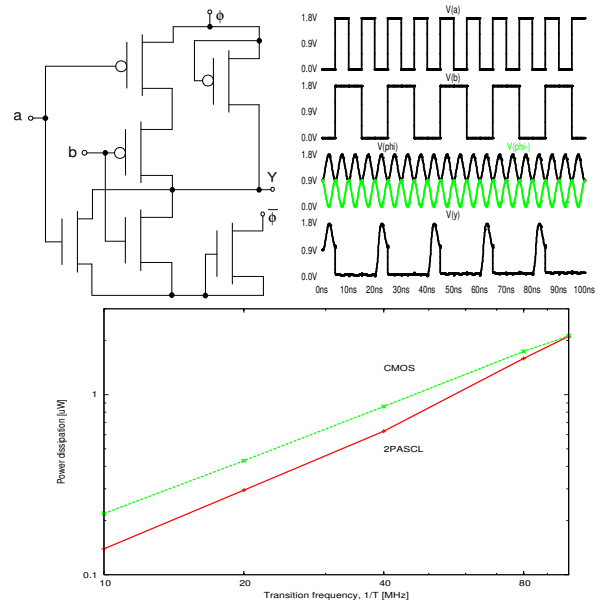 ϕ
a
b
Y
ϕ̅
V(a)
1.8V
0.9V
0.0V
V(b)
1.8V
0.9V
0.0V
V(phi) V(phi-)
1.8V
0.9V
0.0V
V(y)
1.8V
0.9V
0.0V
0ns 10ns 20ns 30ns 40ns 50ns 60ns 70ns 80ns 90ns 100ns
Power dissipation [uW]
1
0.1
CMOS
2PASCL
10 20 40 80
Transition frequency, 1/T [MHz]